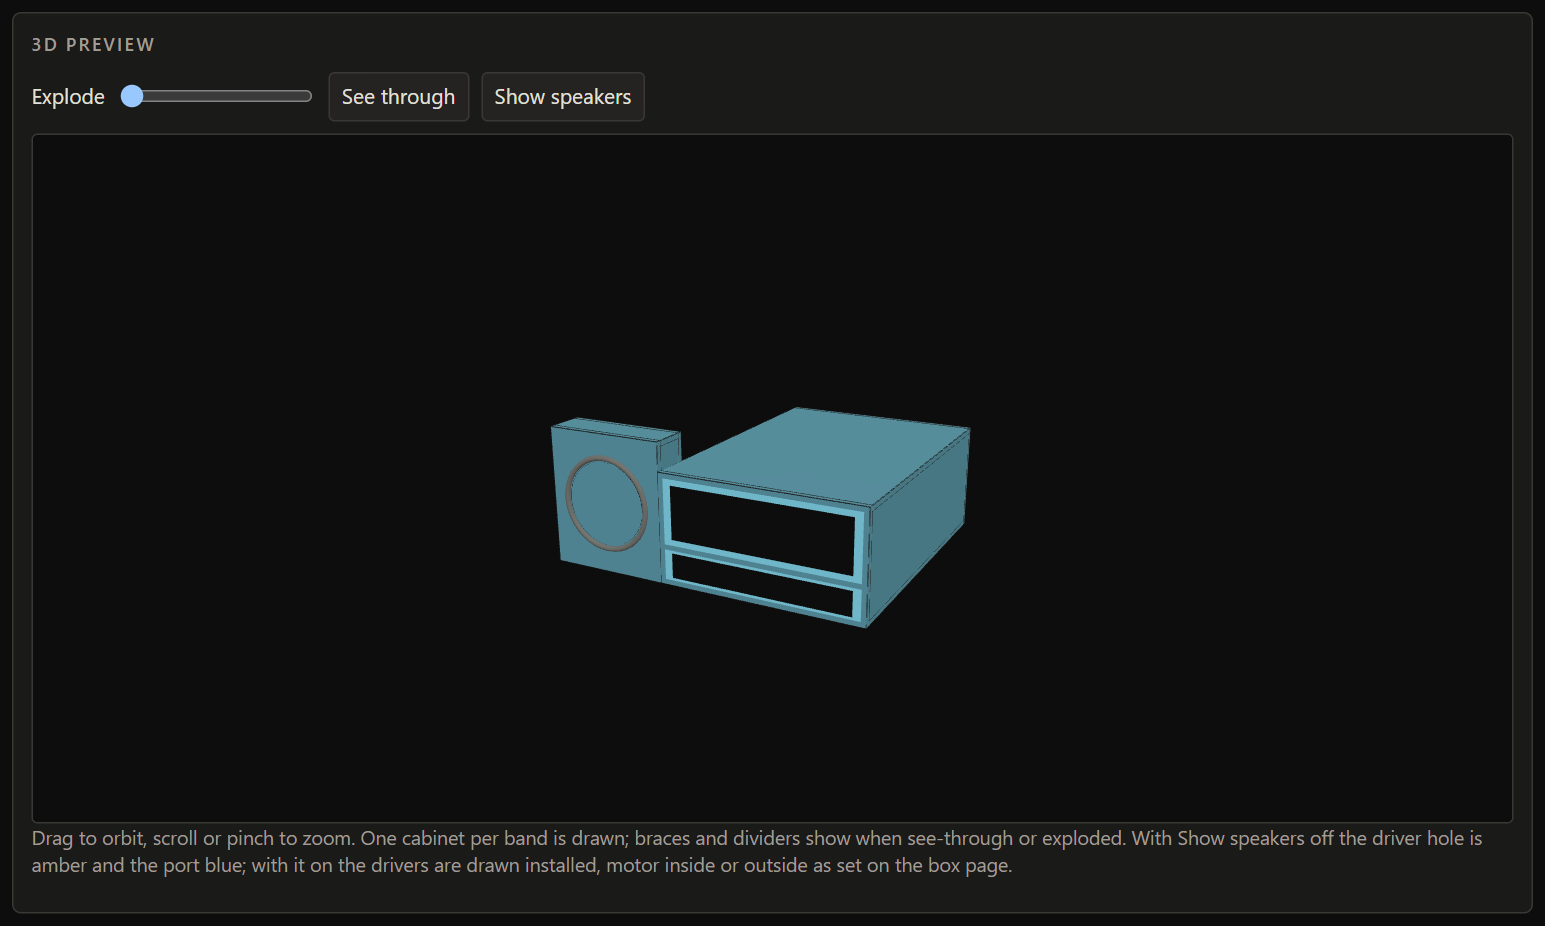 3D PREVIEW
Explode
See through
Show speakers
Drag to orbit, scroll or pinch to zoom. One cabinet per band is drawn; braces and dividers show when see-through or exploded. With Show speakers off the driver hole is
amber and the port blue; with it on the drivers are drawn installed, motor inside or outside as set on the box page.